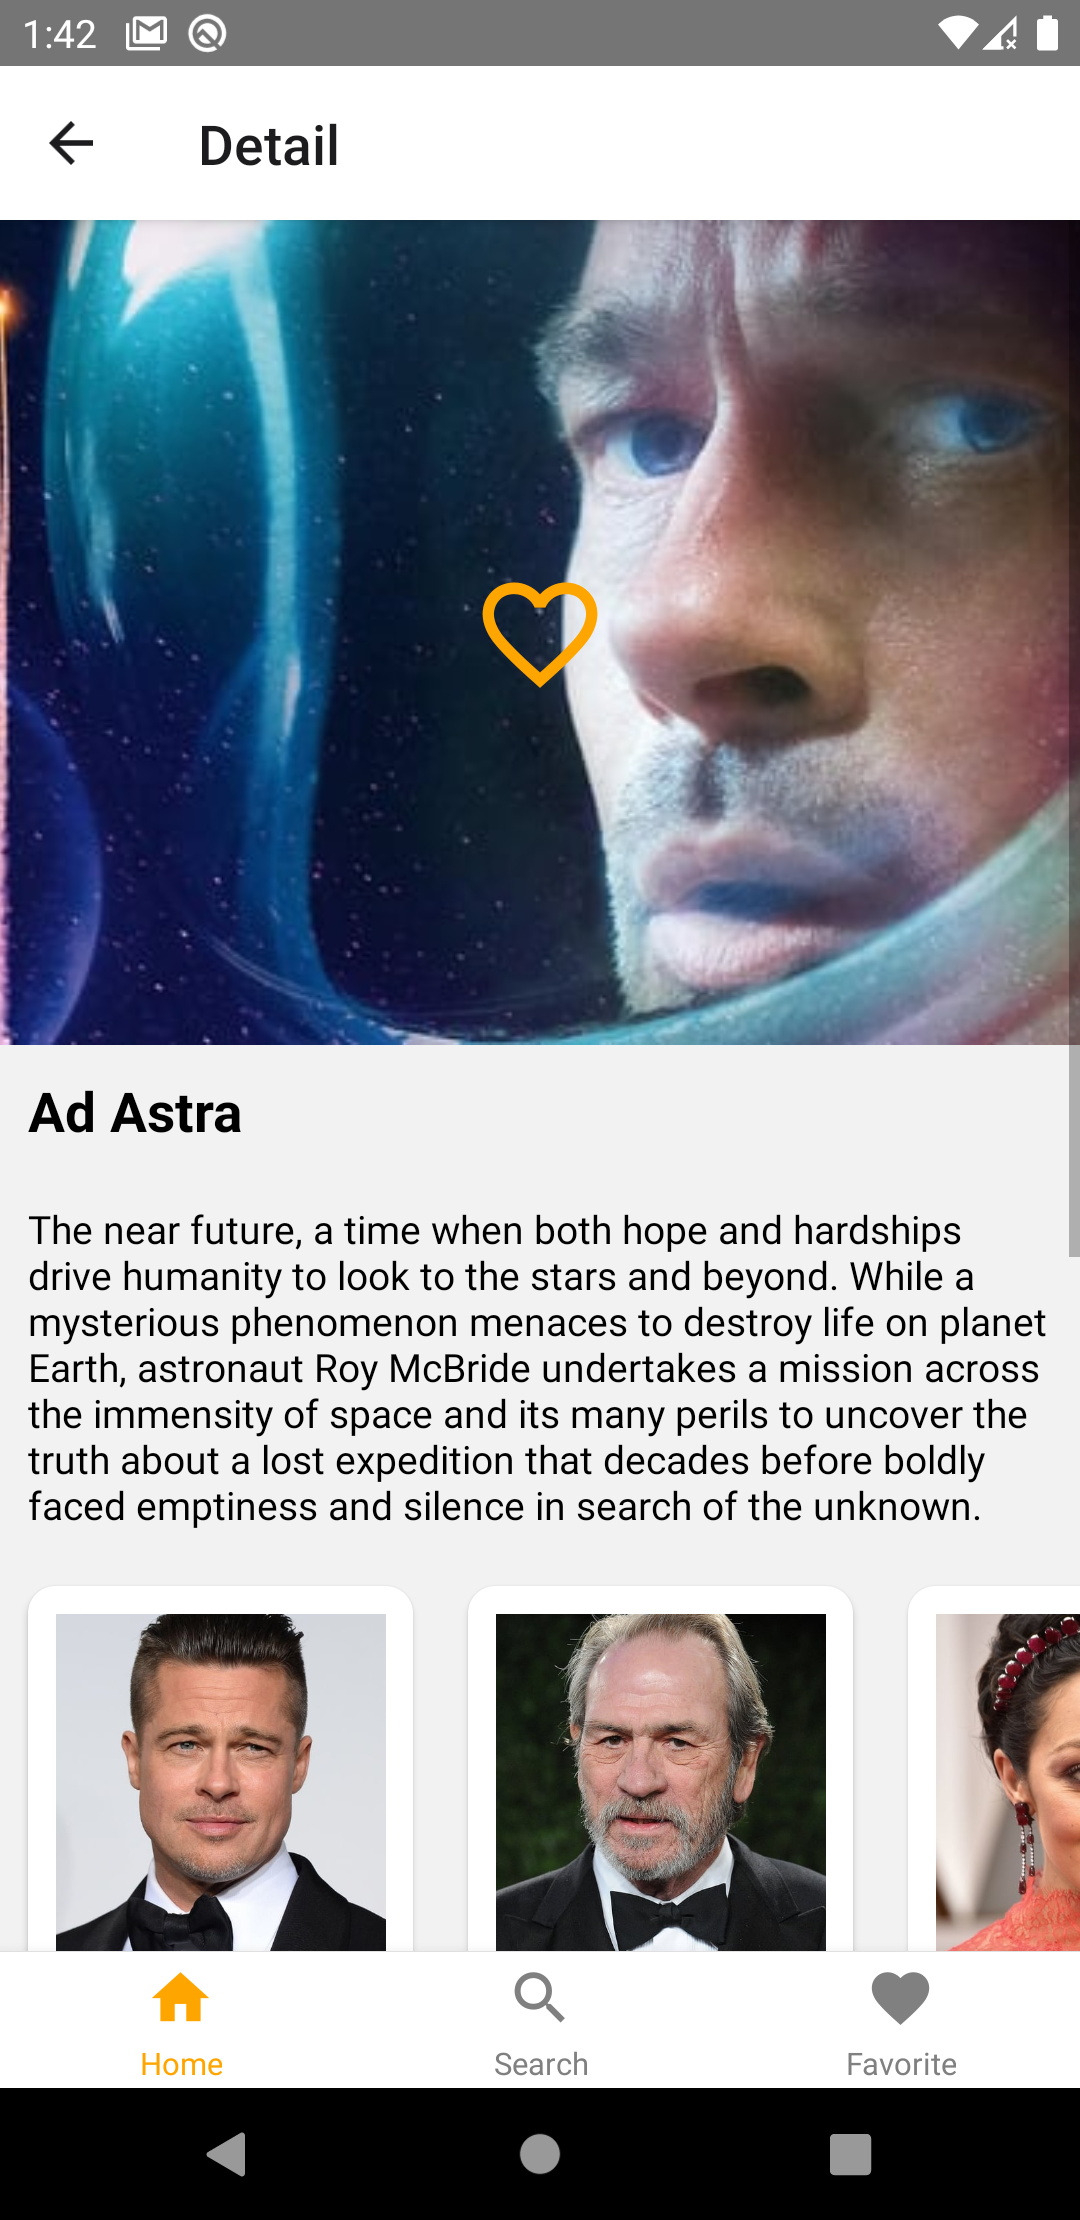 1:42
Detail
Ad Astra
The near future, a time when both hope and hardships
drive humanity to look to the stars and beyond. While a
mysterious phenomenon menaces to destroy life on planet
Earth, astronaut Roy McBride undertakes a mission across
the immensity of space and its many perils to uncover the
truth about a lost expedition that decades before boldly
faced emptiness and silence in search of the unknown.
Home
Search
Favorite